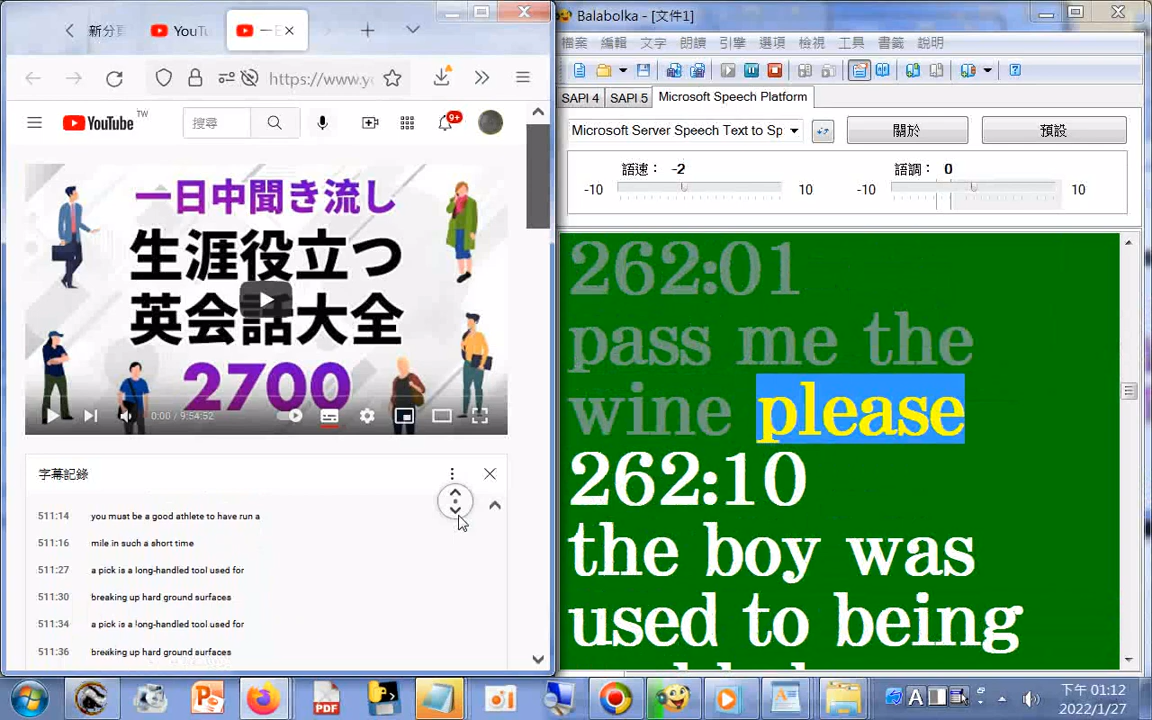 YouTu
一 E
https://www.yo
YouTube TW
搜尋
9+
一日中聞き流し
生涯役立つ
英会話大全
2700
0:00 / 9:54:52
字幕記錄
511:14 you must be a good athlete to have run a
511:16 mile in such a short time
511:27 a pick is a long-handled tool used for
511:30 breaking up hard ground surfaces
511:34 a pick is a long-handled tool used for
511:36 breaking up hard ground surfaces
Balabolka - [文件1]
檔案 編輯 文字 朗讀 引擎 選項 檢視 工具 書籤 說明
SAPI 4 SAPI 5 Microsoft Speech Platform
Microsoft Server Speech Text to Sp
關於 預設
語速： -2 語調： 0
-10 10 -10 10
262:01
pass me the
wine please
262:10
the boy was
used to being
PDF
A
下午 01:12
2022/1/27